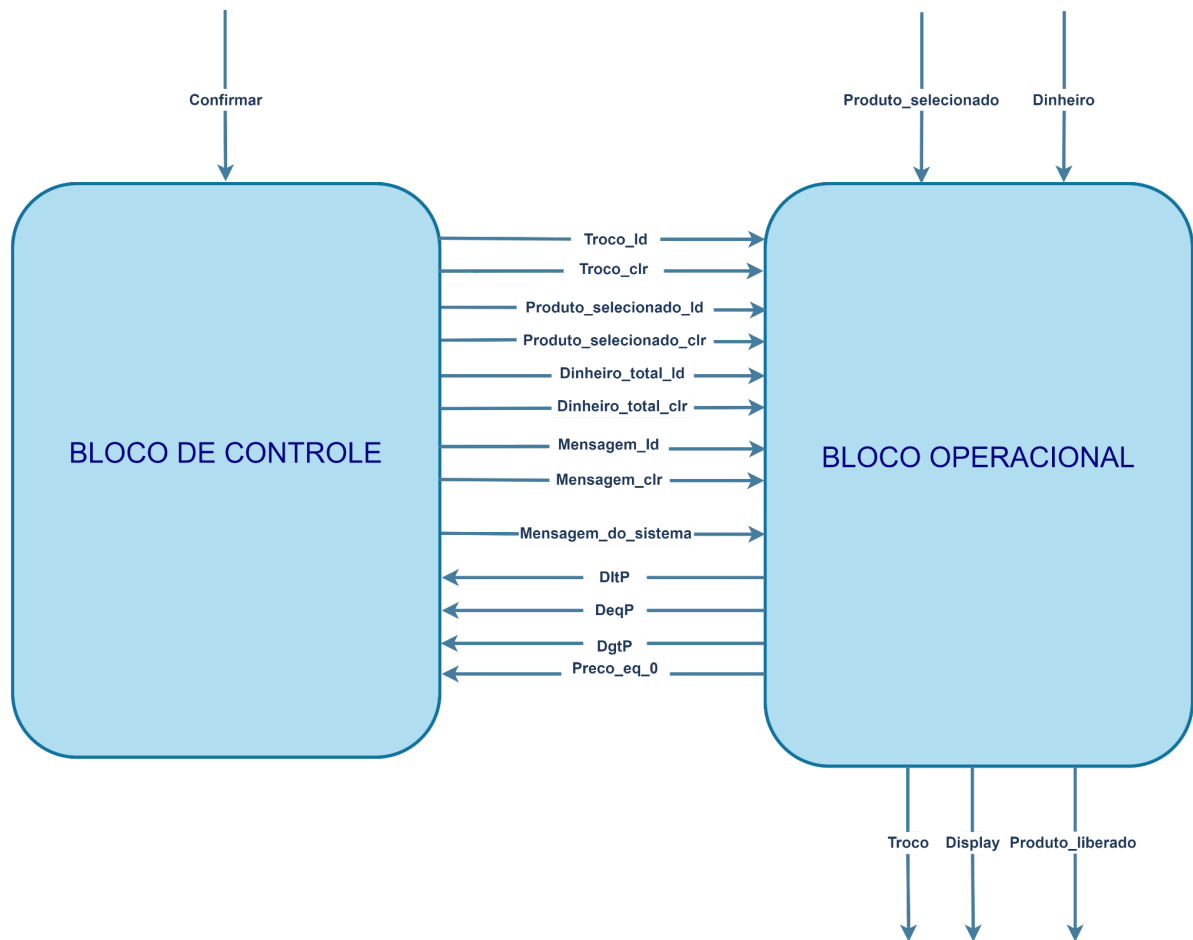 Confirmar
Produto_selecionado
Dinheiro
Troco_ld
Troco_clr
Produto_selecionado_ld
Produto_selecionado_clr
Dinheiro_total_ld
Dinheiro_total_clr
Mensagem_ld
BLOCO DE CONTROLE
BLOCO OPERACIONAL
Mensagem_clr
Mensagem_do_sistema
DltP
DeqP
DgtP
Preco_eq_0
Troco
Display
Produto_liberado